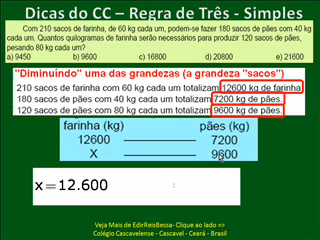 Dicas do CC – Regra de Três - Simples
Com 210 sacos de farinha, de 60 kg cada um, podem-se fazer 180 sacos de pães com 40 kg
cada um. Quantos quilogramas de farinha serão necessários para produzir 120 sacos de pães,
pesando 80 kg cada um?
a) 9450 b) 9600 c) 16800 d) 20800 e) 21600
"Diminuindo" uma das grandezas (a grandeza "sacos")
210 sacos de farinha com 60 kg cada um totalizam 12600 kg de farinha
180 sacos de pães com 40 kg cada um totalizam 7200 kg de pães.
120 sacos de pães com 80 kg cada um totalizam 9600 kg de pães.
farinha (kg) pães (kg)
12600 7200
X 9600
x=12.600
Veja Mais de EdirReisBessa- Clique ao lado =>
Colégio Cascavelense - Cascavel - Ceará - Brasil